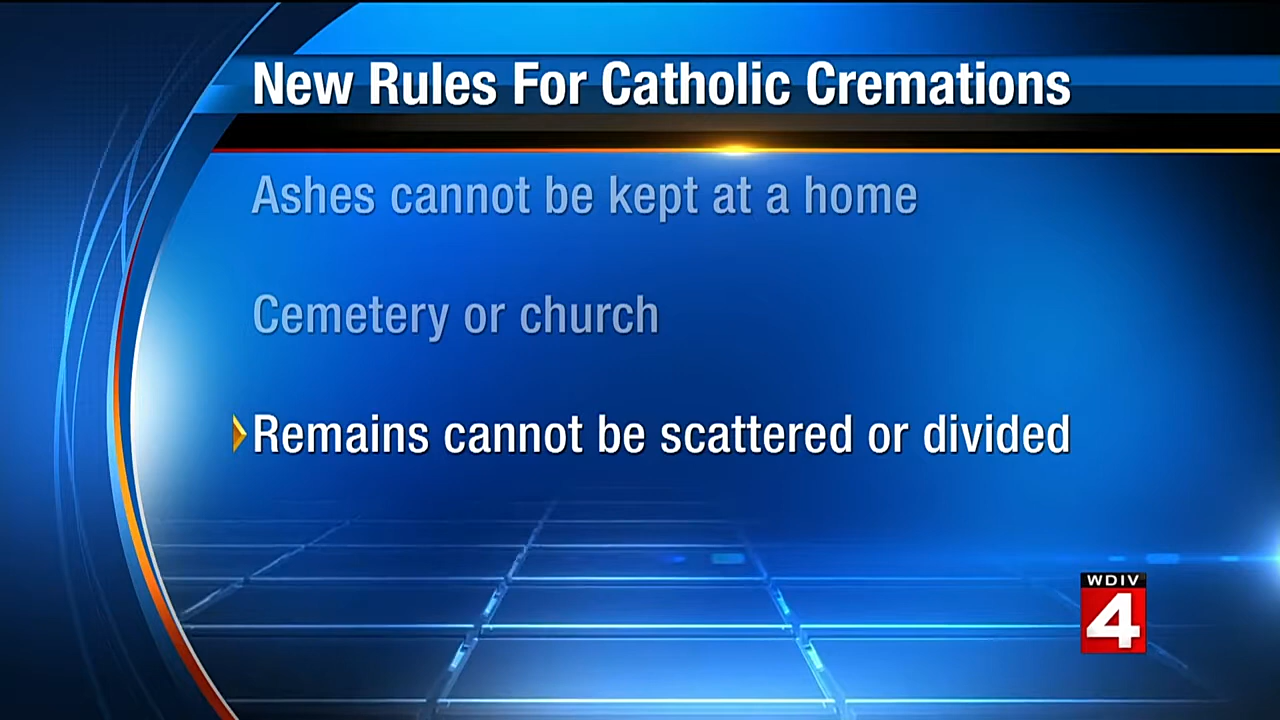 New Rules For Catholic Cremations
Ashes cannot be kept at a home
Cemetery or church
Remains cannot be scattered or divided
WDIV
4